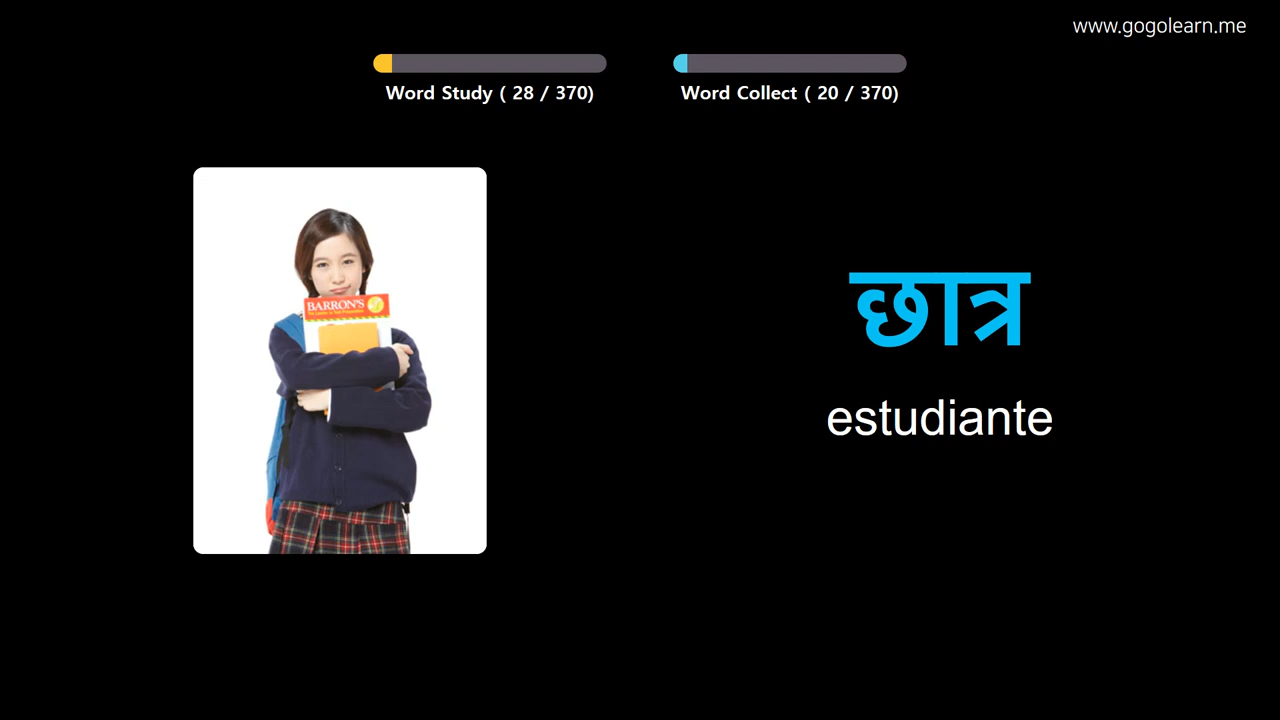 www.gogolearn.me
Word Study ( 28 / 370)
Word Collect ( 20 / 370)
BARRON'S
छात्र
estudiante